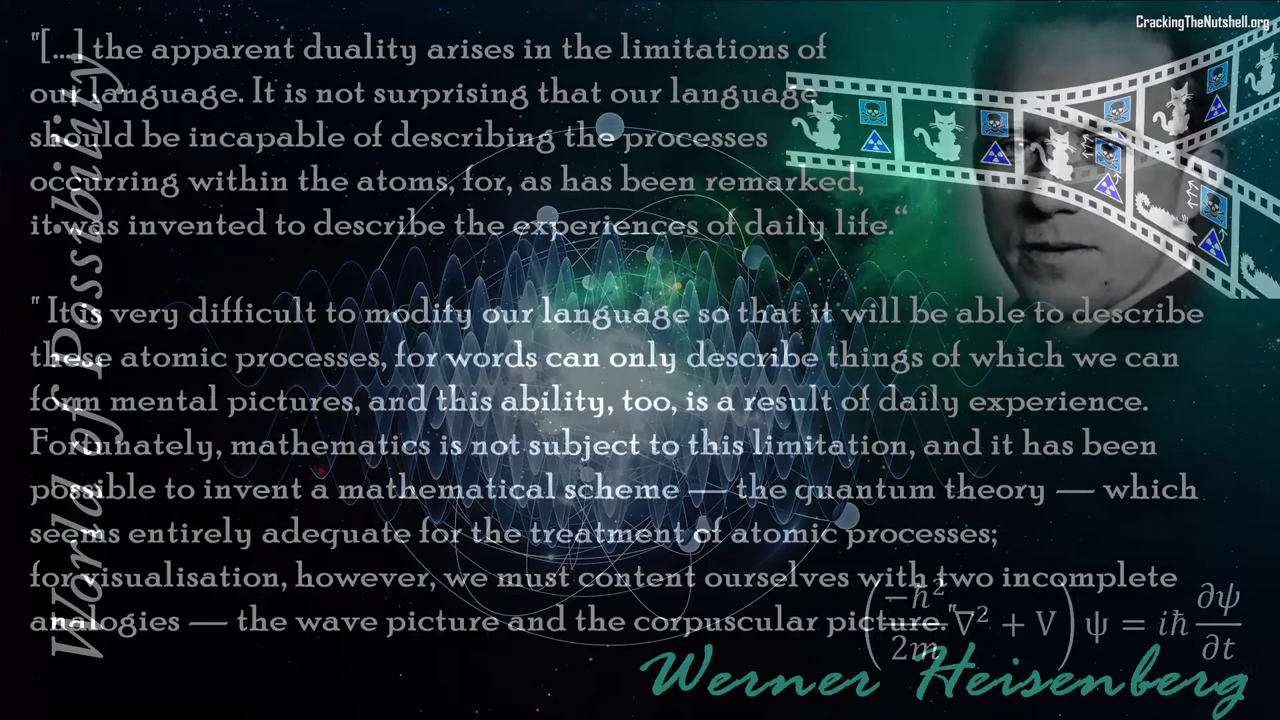 CrackingTheNutshell.org
"[...] the apparent duality arises in the limitations of
our language. It is not surprising that our language
should be incapable of describing the processes
occurring within the atoms, for, as has been remarked,
it was invented to describe the experiences of daily life.“
" It is very difficult to modify our language so that it will be able to describe
these atomic processes, for words can only describe things of which we can
form mental pictures, and this ability, too, is a result of daily experience.
Fortunately, mathematics is not subject to this limitation, and it has been
possible to invent a mathematical scheme — the quantum theory — which
seems entirely adequate for the treatment of atomic processes;
for visualisation, however, we must content ourselves with two incomplete
analogies — the wave picture and the corpuscular picture."
World of Possibility
(-ħ²/2m ∇² + V) ψ = iħ ∂ψ/∂t
Werner Heisenberg